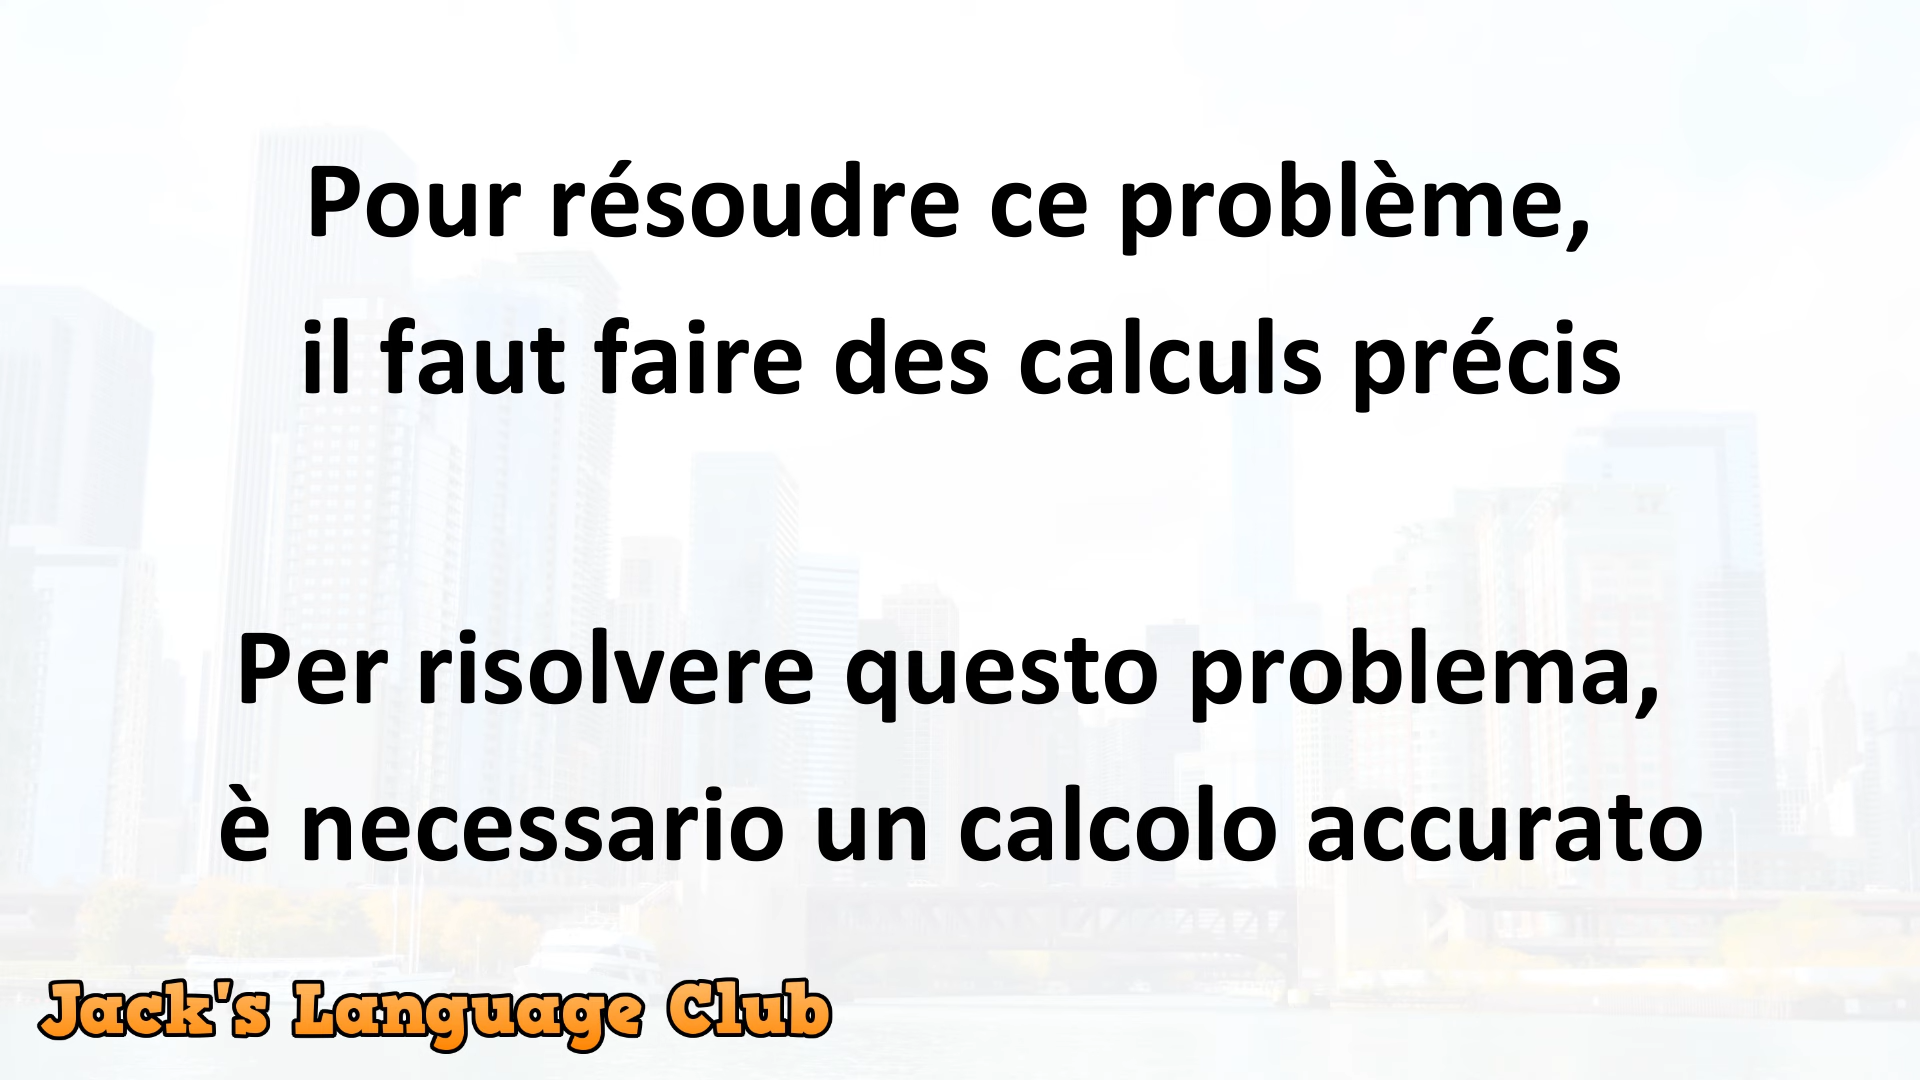 Pour résoudre ce problème,
il faut faire des calculs précis
Per risolvere questo problema,
è necessario un calcolo accurato
Jack's Language Club